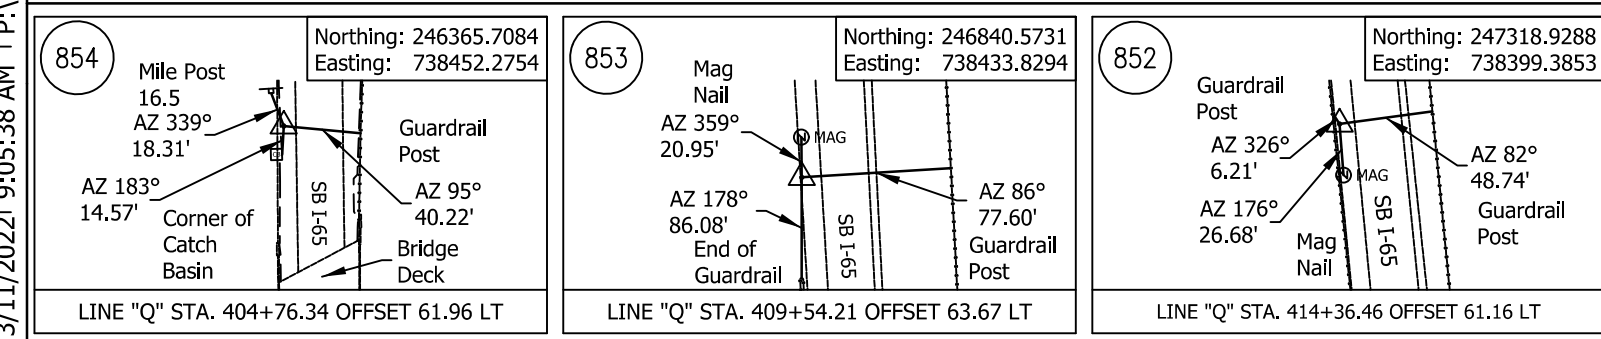 3/11/2022 9:05:38 AM
854
Northing: 246365.7084
Easting: 738452.2754
Mile Post
16.5
AZ 339°
18.31'
Guardrail
Post
AZ 183°
14.57'
AZ 95°
40.22'
Corner of
Catch
Basin
SB I-65
Bridge
Deck
LINE "Q" STA. 404+76.34 OFFSET 61.96 LT
853
Northing: 246840.5731
Easting: 738433.8294
Mag
Nail
AZ 359°
20.95'
MAG
AZ 178°
86.08'
End of
Guardrail
SB I-65
AZ 86°
77.60'
Guardrail
Post
LINE "Q" STA. 409+54.21 OFFSET 63.67 LT
852
Northing: 247318.9288
Easting: 738399.3853
Guardrail
Post
AZ 326°
6.21'
MAG
AZ 82°
48.74'
AZ 176°
26.68'
Mag
Nail
SB I-65
Guardrail
Post
LINE "Q" STA. 414+36.46 OFFSET 61.16 LT